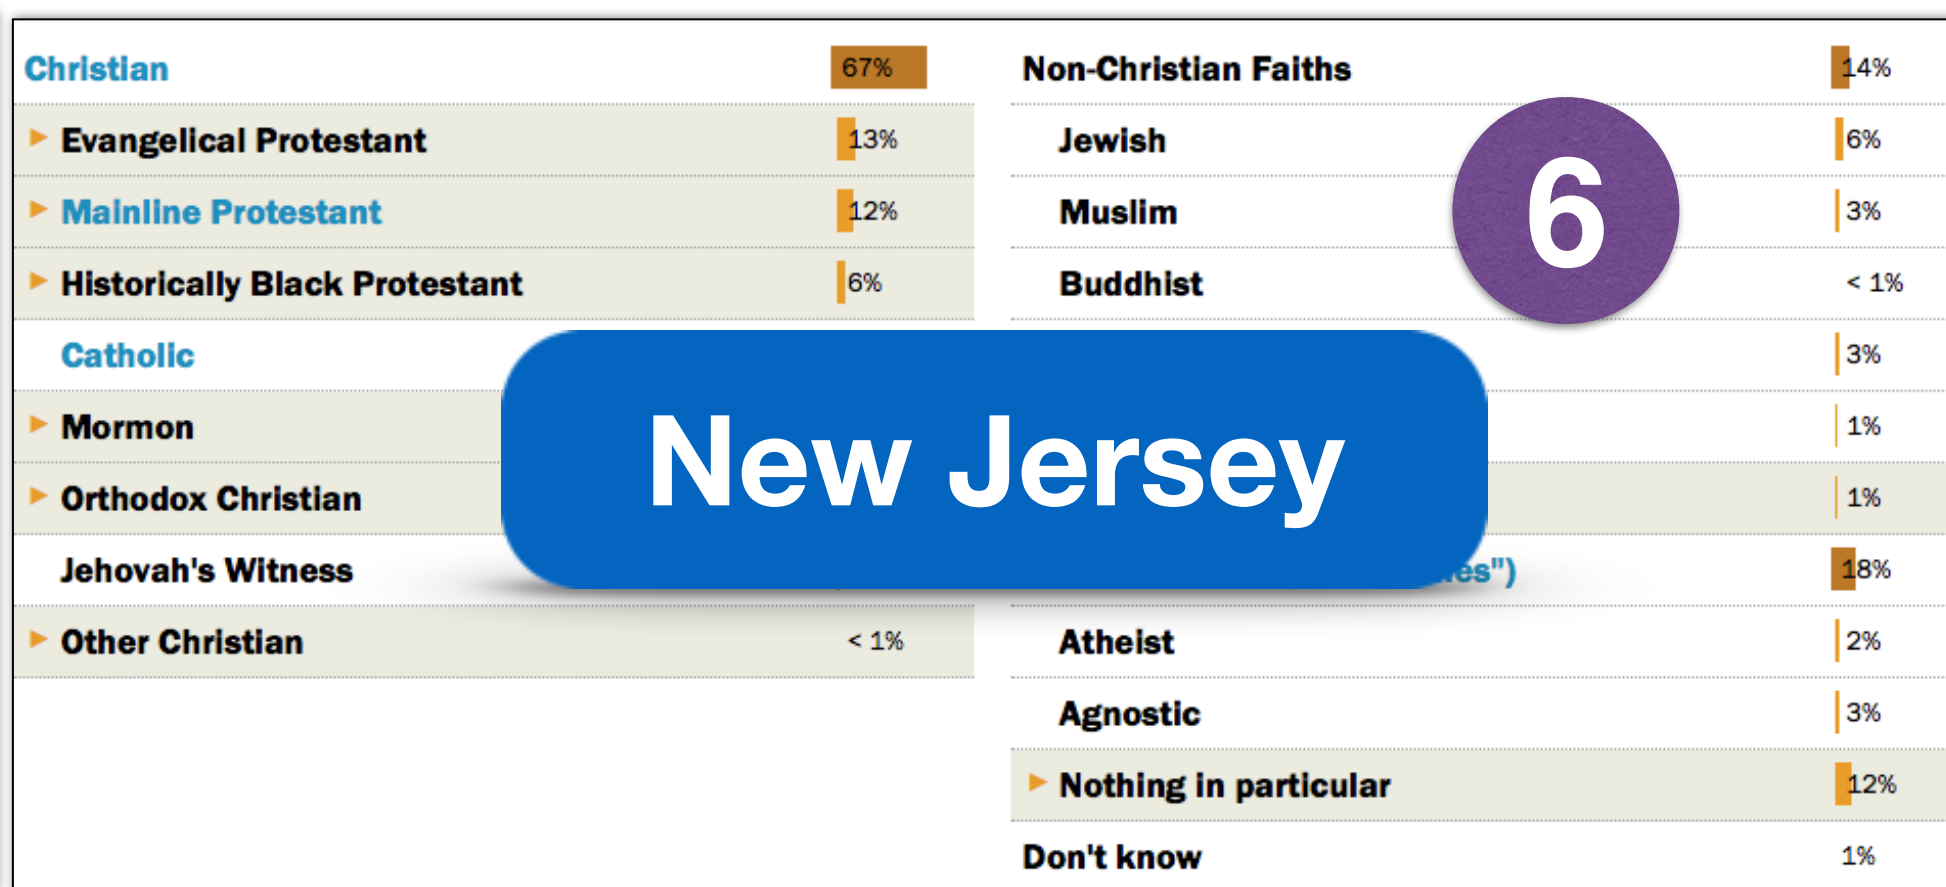 Christian 67%
Evangelical Protestant 13%
Mainline Protestant 12%
Historically Black Protestant 6%
Catholic
Mormon
Orthodox Christian
Jehovah's Witness
Other Christian < 1%
Non-Christian Faiths 14%
Jewish 6%
Muslim 3%
Buddhist < 1%
3%
1%
1%
18%
Atheist 2%
Agnostic 3%
Nothing in particular 12%
Don't know 1%
6
New Jersey